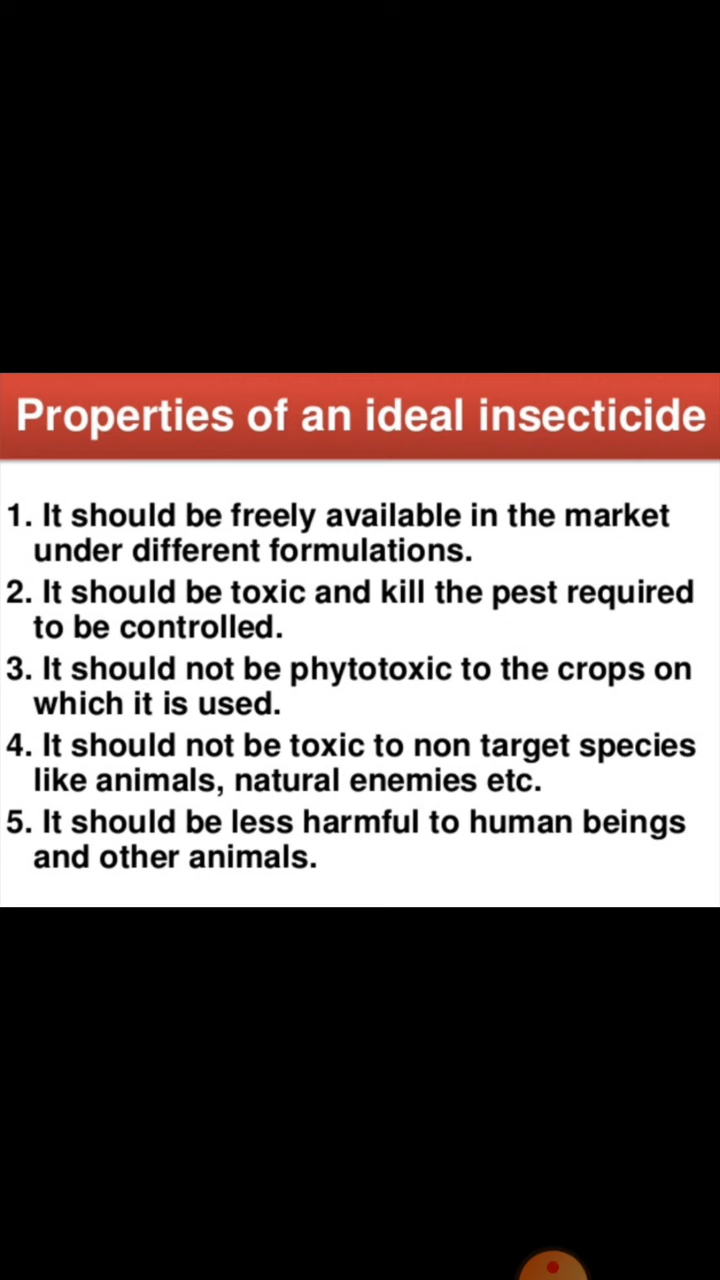 Properties of an ideal insecticide
1. It should be freely available in the market
under different formulations.
2. It should be toxic and kill the pest required
to be controlled.
3. It should not be phytotoxic to the crops on
which it is used.
4. It should not be toxic to non target species
like animals, natural enemies etc.
5. It should be less harmful to human beings
and other animals.